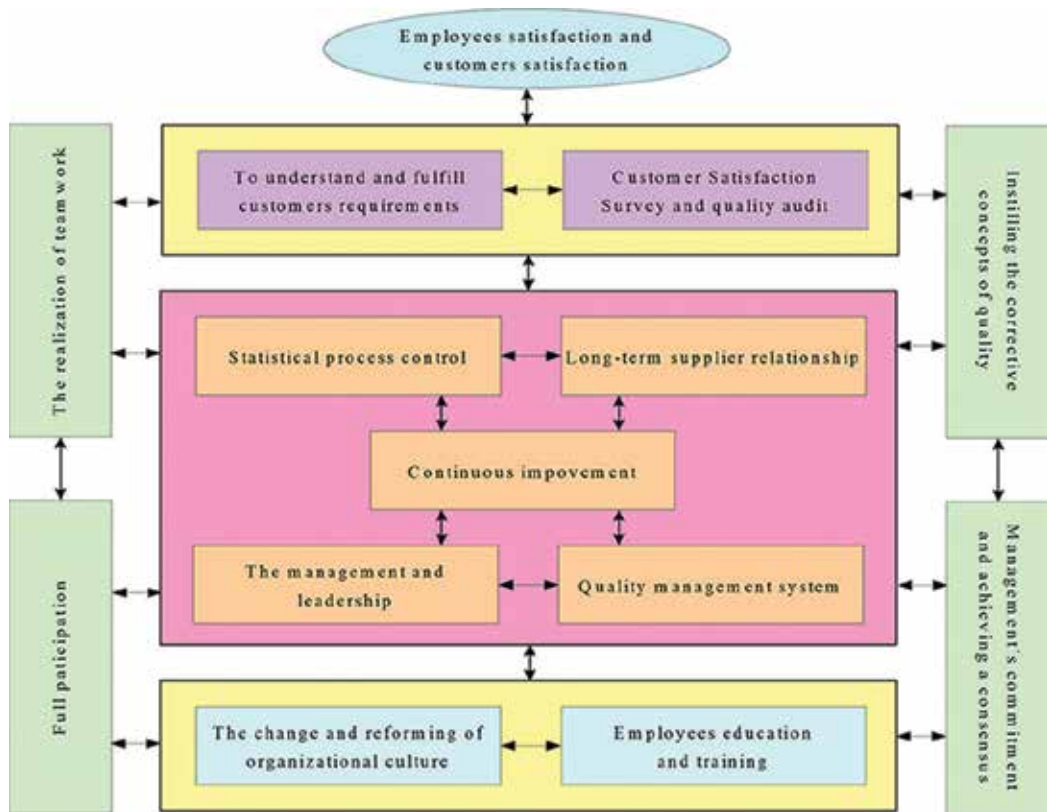 Employees satisfaction and
customers satisfaction
The realization of teamwork
To understand and fulfill
customers requirements
Customer Satisfaction
Survey and quality audit
Instilling the corrective
concepts of quality
Statistical process control
Long-term supplier relationship
Continuous impovement
The management and
leadership
Quality management system
Full paticipation
Management's commitment
and achieving a consensus
The change and reforming of
organizational culture
Employees education
and training